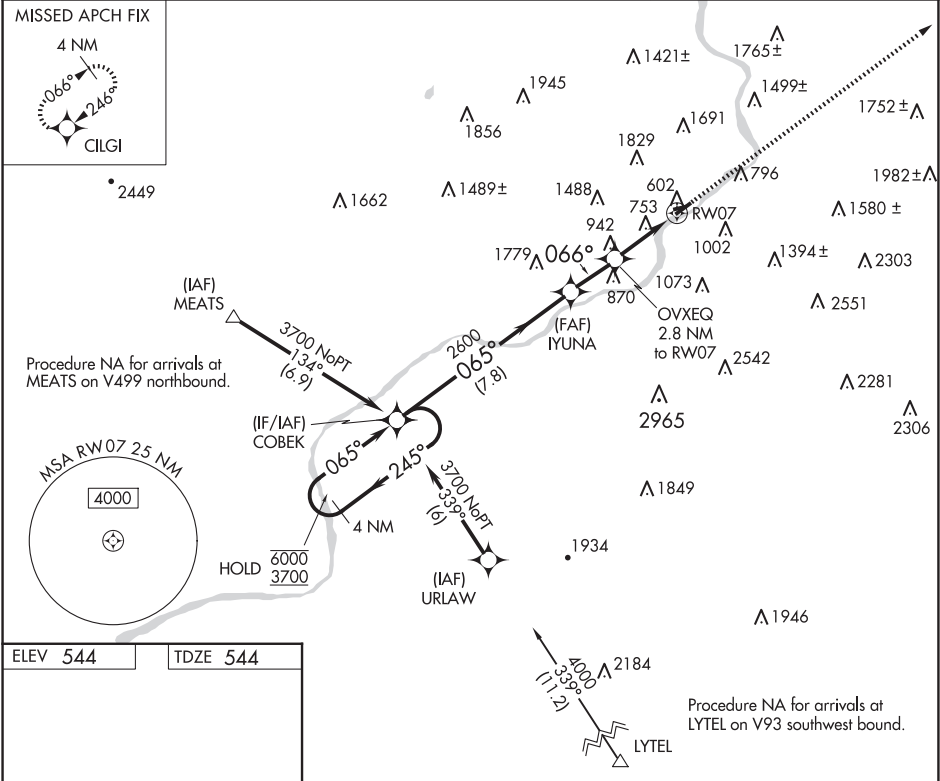 MISSED APCH FIX
4 NM
066°
246°
CILGI
2449
1662
1856
1945
1489±
1421±
1765±
1499±
1691
1829
1752±
1488
602
796
1982±
753
RW07
942
1002
1580 ±
1779
066°
870
1073
1394±
2303
OVXEQ
2.8 NM
to RW07
2551
(FAF)
IYUNA
2542
2281
2965
2306
(IAF)
MEATS
3700 NoPT
134°
(6.9)
2600
065°
(7.8)
Procedure NA for arrivals at
MEATS on V499 northbound.
(IF/IAF)
COBEK
065°
245°
4 NM
HOLD
6000
3700
3700 NoPT
339°
(6)
(IAF)
URLAW
MSA RW07 25 NM
4000
1849
1934
1946
2184
4000
339°
(11.2)
LYTEL
Procedure NA for arrivals at
LYTEL on V93 southwest bound.
ELEV 544
TDZE 544